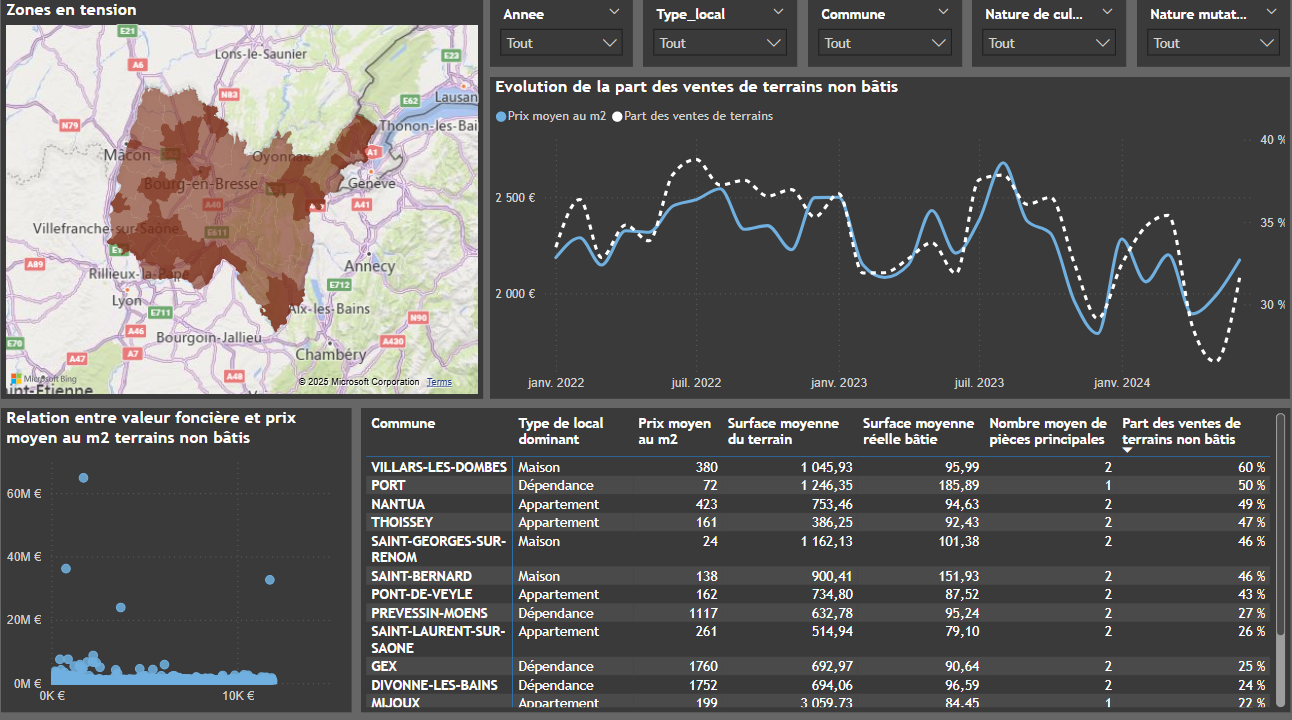 Zones en tension
E21
A6
Lons-le-Saunier
E23
N83
E62
Lausan
N79
Thonon-les-Bai
Mâcon
Oyonnax
A1
Bourg-en-Bresse
Genève
A40
A41
Villefranche-sur-Saône
E611
A89
Annecy
Rillieux-la-Pape
E712
Lyon
E711
Aix-les-Bains
N90
A46
Bourgoin-Jallieu
A430
E70
A47
A7
Chambéry
A48
Microsoft Bing
int-Étienne
© 2025 Microsoft Corporation Terms
Annee
Tout
Type_local
Tout
Commune
Tout
Nature de cul...
Tout
Nature mutat...
Tout
Evolution de la part des ventes de terrains non bâtis
Prix moyen au m2 Part des ventes de terrains
40 %
2 500 €
35 %
2 000 €
30 %
janv. 2022 juil. 2022 janv. 2023 juil. 2023 janv. 2024
Relation entre valeur foncière et prix
moyen au m2 terrains non bâtis
60M €
40M €
20M €
0M €
0K € 10K €
Commune Type de local Prix moyen Surface moyenne Surface moyenne Nombre moyen de Part des ventes de
dominant au m2 du terrain réelle bâtie pièces principales terrains non bâtis
VILLARS-LES-DOMBES Maison 380 1 045,93 95,99 2 60 %
PORT Dépendance 72 1 246,35 185,89 1 50 %
NANTUA Appartement 423 753,46 94,63 2 49 %
THOISSEY Appartement 161 386,25 92,43 2 47 %
SAINT-GEORGES-SUR- Maison 24 1 162,13 101,38 2 46 %
RENOM
SAINT-BERNARD Maison 138 900,41 151,93 2 46 %
PONT-DE-VEYLE Appartement 162 734,80 87,52 2 43 %
PREVESSIN-MOENS Dépendance 1117 632,78 95,24 2 27 %
SAINT-LAURENT-SUR- Appartement 261 514,94 79,10 2 26 %
SAONE
GEX Dépendance 1760 692,97 90,64 2 25 %
DIVONNE-LES-BAINS Dépendance 1752 694,06 96,59 2 24 %
MIJOUX Appartement 199 3 059,73 84,45 1 22 %